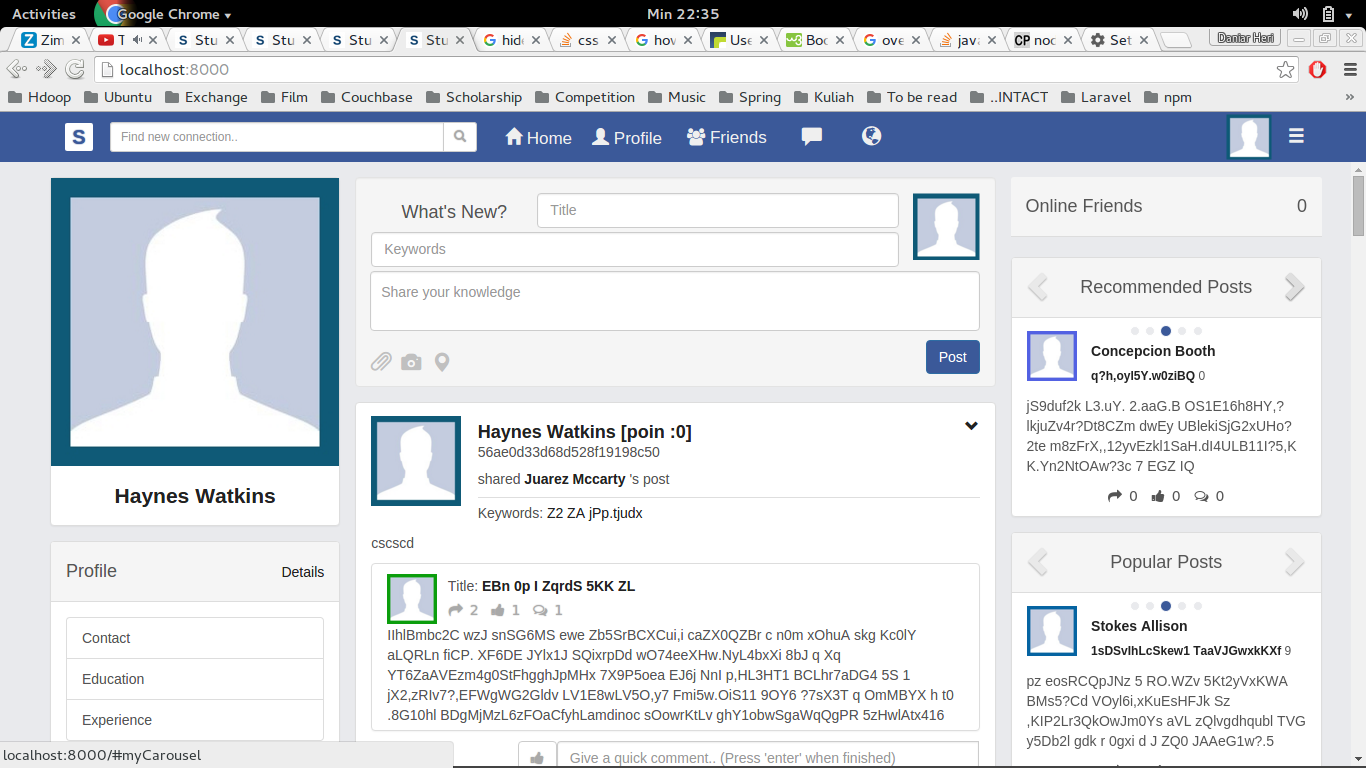 Activities Google Chrome Min 22:35
Zim T Stu Stu Stu Stu hide css hov Use Boo ove java CP noc Set Daniar Heri
localhost:8000
Hdoop Ubuntu Exchange Film Couchbase Scholarship Competition Music Spring Kuliah To be read ..INTACT Laravel npm »
S Find new connection.. Home Profile Friends
Haynes Watkins
Profile Details
Contact
Education
Experience
localhost:8000/#myCarousel
What's New? Title
Keywords
Share your knowledge
Post
Haynes Watkins [poin :0]
56ae0d33d68d528f19198c50
shared Juarez Mccarty 's post
Keywords: Z2 ZA jPp.tjudx
cscscd
Title: EBn 0p I ZqrdS 5KK ZL
2 1 1
IIhlBmbc2C wzJ snSG6MS ewe Zb5SrBCXCui,i caZX0QZBr c n0m xOhuA skg Kc0lY
aLQRLn fiCP. XF6DE JYlx1J SQixrpDd wO74eeXHw.NyL4bxXi 8bJ q Xq
YT6ZaAVEzm4g0StFhgghJpMHx 7X9P5oea EJ6j NnI p,HL3HT1 BCLhr7aDG4 5S 1
jX2,zRIv7?,EFWgWG2Gldv LV1E8wLV5O,y7 Fmi5w.OiS11 9OY6 ?7sX3T q OmMBYX h t0
.8G10hl BDgMjMzL6zFOaCfyhLamdinoc sOowrKtLv ghY1obwSgaWqQgPR 5zHwlAtx416
Give a quick comment.. (Press 'enter' when finished)
Online Friends 0
Recommended Posts
Concepcion Booth
q?h,oyl5Y.w0ziBQ 0
jS9duf2k L3.uY. 2.aaG.B OS1E16h8HY,?
lkjuZv4r?Dt8CZm dwEy UBlekiSjG2xUHo?
2te m8zFrX,,12yvEzkl1SaH.dI4ULB11I?5,K
K.Yn2NtOAw?3c 7 EGZ IQ
0 0 0
Popular Posts
Stokes Allison
1sDSvIhLcSkew1 TaaVJGwxkKXf 9
pz eosRCQpJNz 5 RO.WZv 5Kt2yVxKWA
BMs5?Cd VOyl6i,xKuEsHFJk Sz
,KIP2Lr3QkOwJm0Ys aVL zQlvgdhqubl TVG
y5Db2l gdk r 0gxi d J ZQ0 JAAeG1w?.5